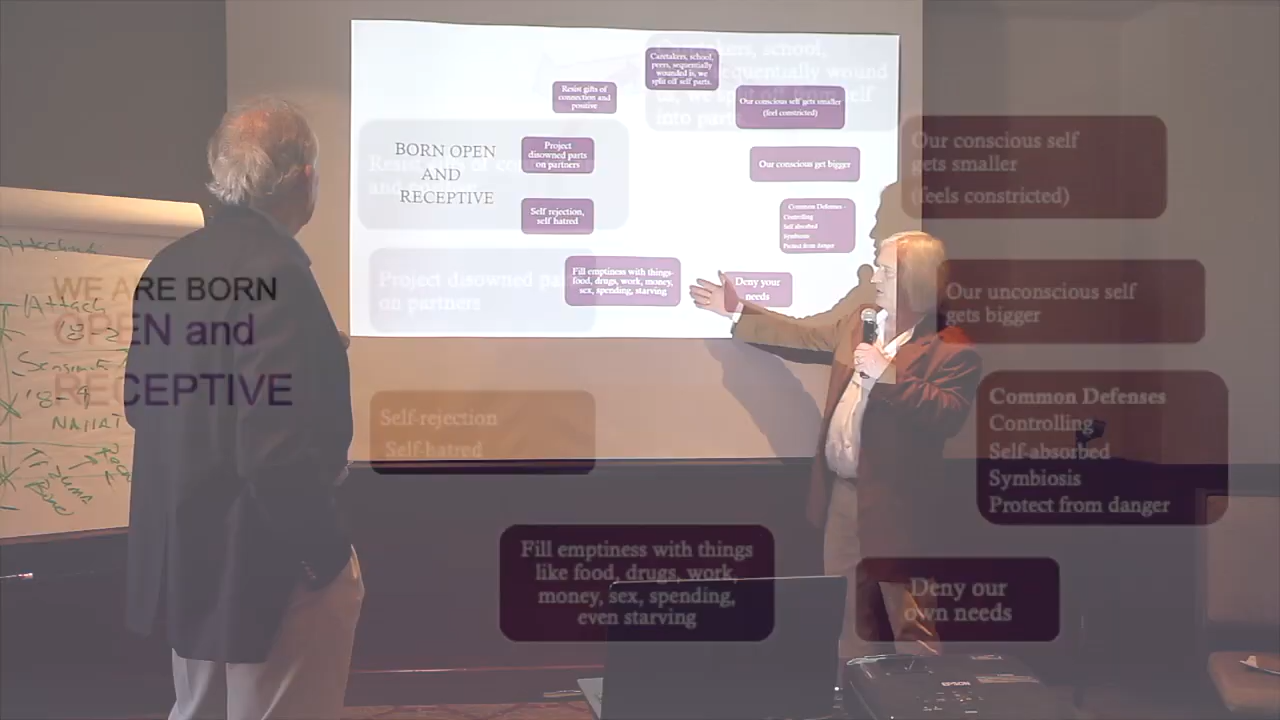 Caretakers, school,
peers, sequentially
wounded is, we
split off self parts.
Resist gifts of
connection and
positive
Our conscious self gets smaller
(feel constricted)
BORN OPEN
AND
RECEPTIVE
Project
disowned parts
on partners
Our conscious get bigger
Self rejection,
self hatred
Common Defenses -
Controlling
Self absorbed
Symbiosis
Protect from danger
Fill emptiness with things-
food, drugs, work, money,
sex, spending, starving
Deny your
needs
Attach
WE ARE BORN
OPEN and
RECEPTIVE
Our conscious self
gets smaller
(feels constricted)
Our unconscious self
gets bigger
Common Defenses
Controlling
Self-absorbed
Symbiosis
Protect from danger
Deny our
own needs
Fill emptiness with things
like food, drugs, work,
money, sex, spending,
even starving
Self-rejection
Self-hatred
Project disowned
on partners
EPSON